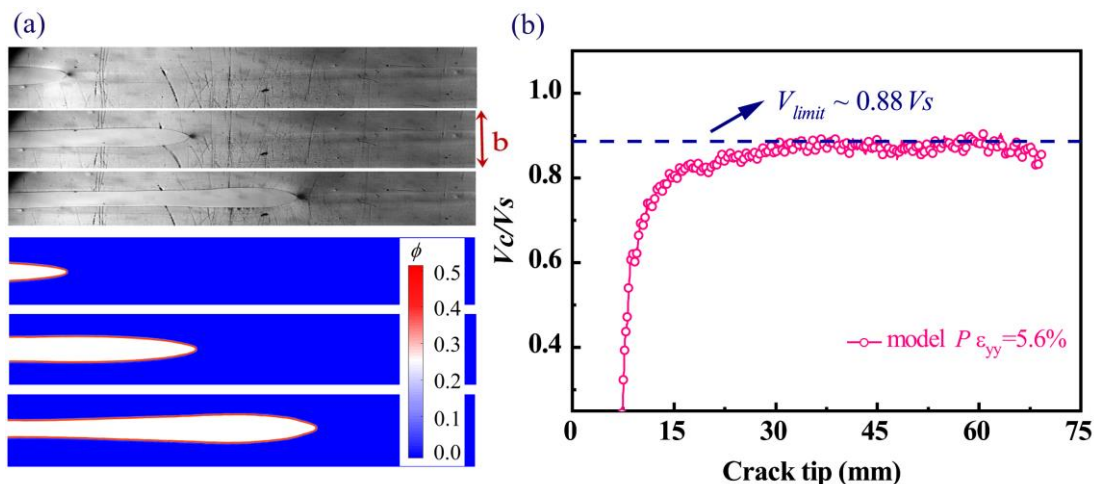 (a)
b
ϕ
0.5
0.4
0.3
0.2
0.1
0.0
(b)
Vc/Vs
1.0
0.8
0.6
0.4
V_limit ~ 0.88 Vs
model P ε_yy=5.6%
0 15 30 45 60 75
Crack tip (mm)